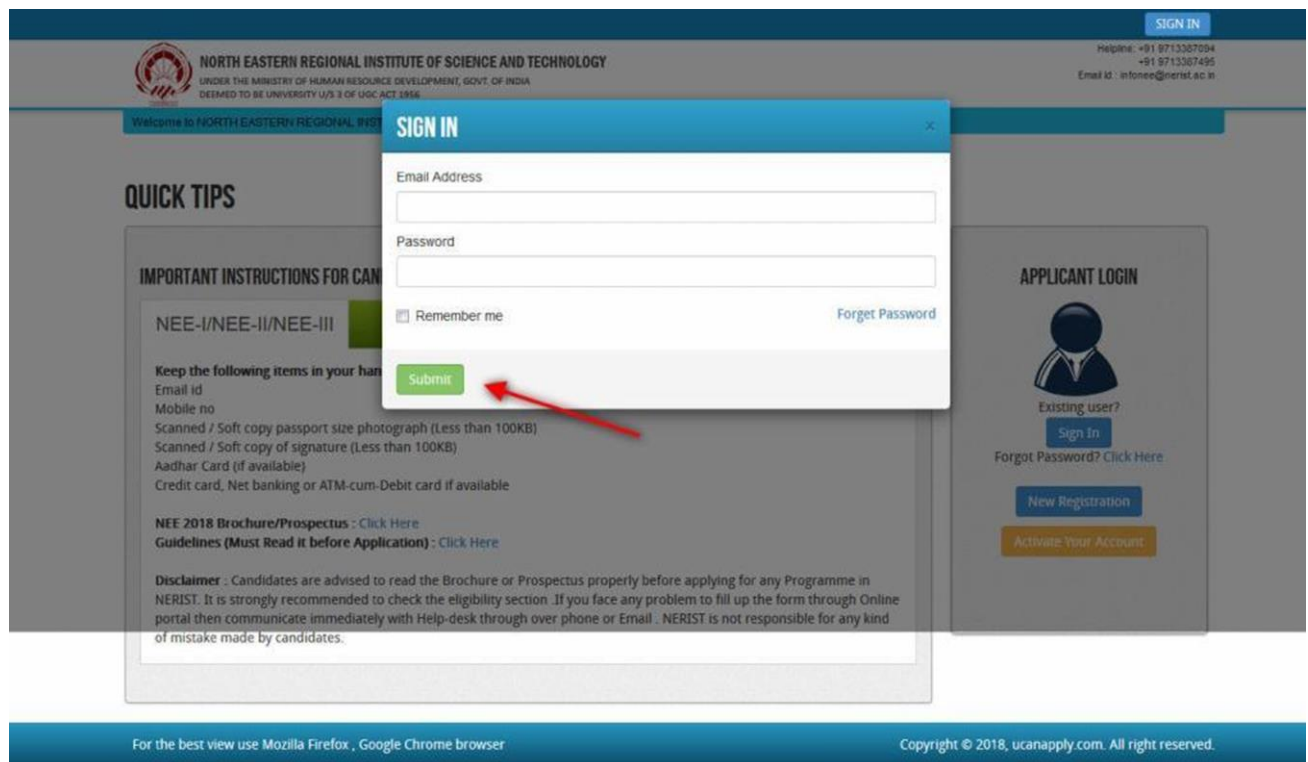 SIGN IN
NORTH EASTERN REGIONAL INSTITUTE OF SCIENCE AND TECHNOLOGY
UNDER THE MINISTRY OF HUMAN RESOURCE DEVELOPMENT, GOVT. OF INDIA
DEEMED TO BE UNIVERSITY U/S 3 OF UGC ACT 1956
Helpline: +91 9713387094
+91 9713387495
Email Id : infonee@nerist.ac.in
Welcome to NORTH EASTERN REGIONAL INST
SIGN IN
×
Email Address
Password
Remember me
Forget Password
Submit
QUICK TIPS
IMPORTANT INSTRUCTIONS FOR CAN
NEE-I/NEE-II/NEE-III
Keep the following items in your han
Email id
Mobile no
Scanned / Soft copy passport size photograph (Less than 100KB)
Scanned / Soft copy of signature (Less than 100KB)
Aadhar Card (if available)
Credit card, Net banking or ATM-cum-Debit card if available
NEE 2018 Brochure/Prospectus : Click Here
Guidelines (Must Read it before Application) : Click Here
Disclaimer : Candidates are advised to read the Brochure or Prospectus properly before applying for any Programme in
NERIST. It is strongly recommended to check the eligibility section .If you face any problem to fill up the form through Online
portal then communicate immediately with Help-desk through over phone or Email . NERIST is not responsible for any kind
of mistake made by candidates.
APPLICANT LOGIN
Existing user?
Sign In
Forgot Password? Click Here
New Registration
Activate Your Account
For the best view use Mozilla Firefox , Google Chrome browser
Copyright © 2018, ucanapply.com. All right reserved.